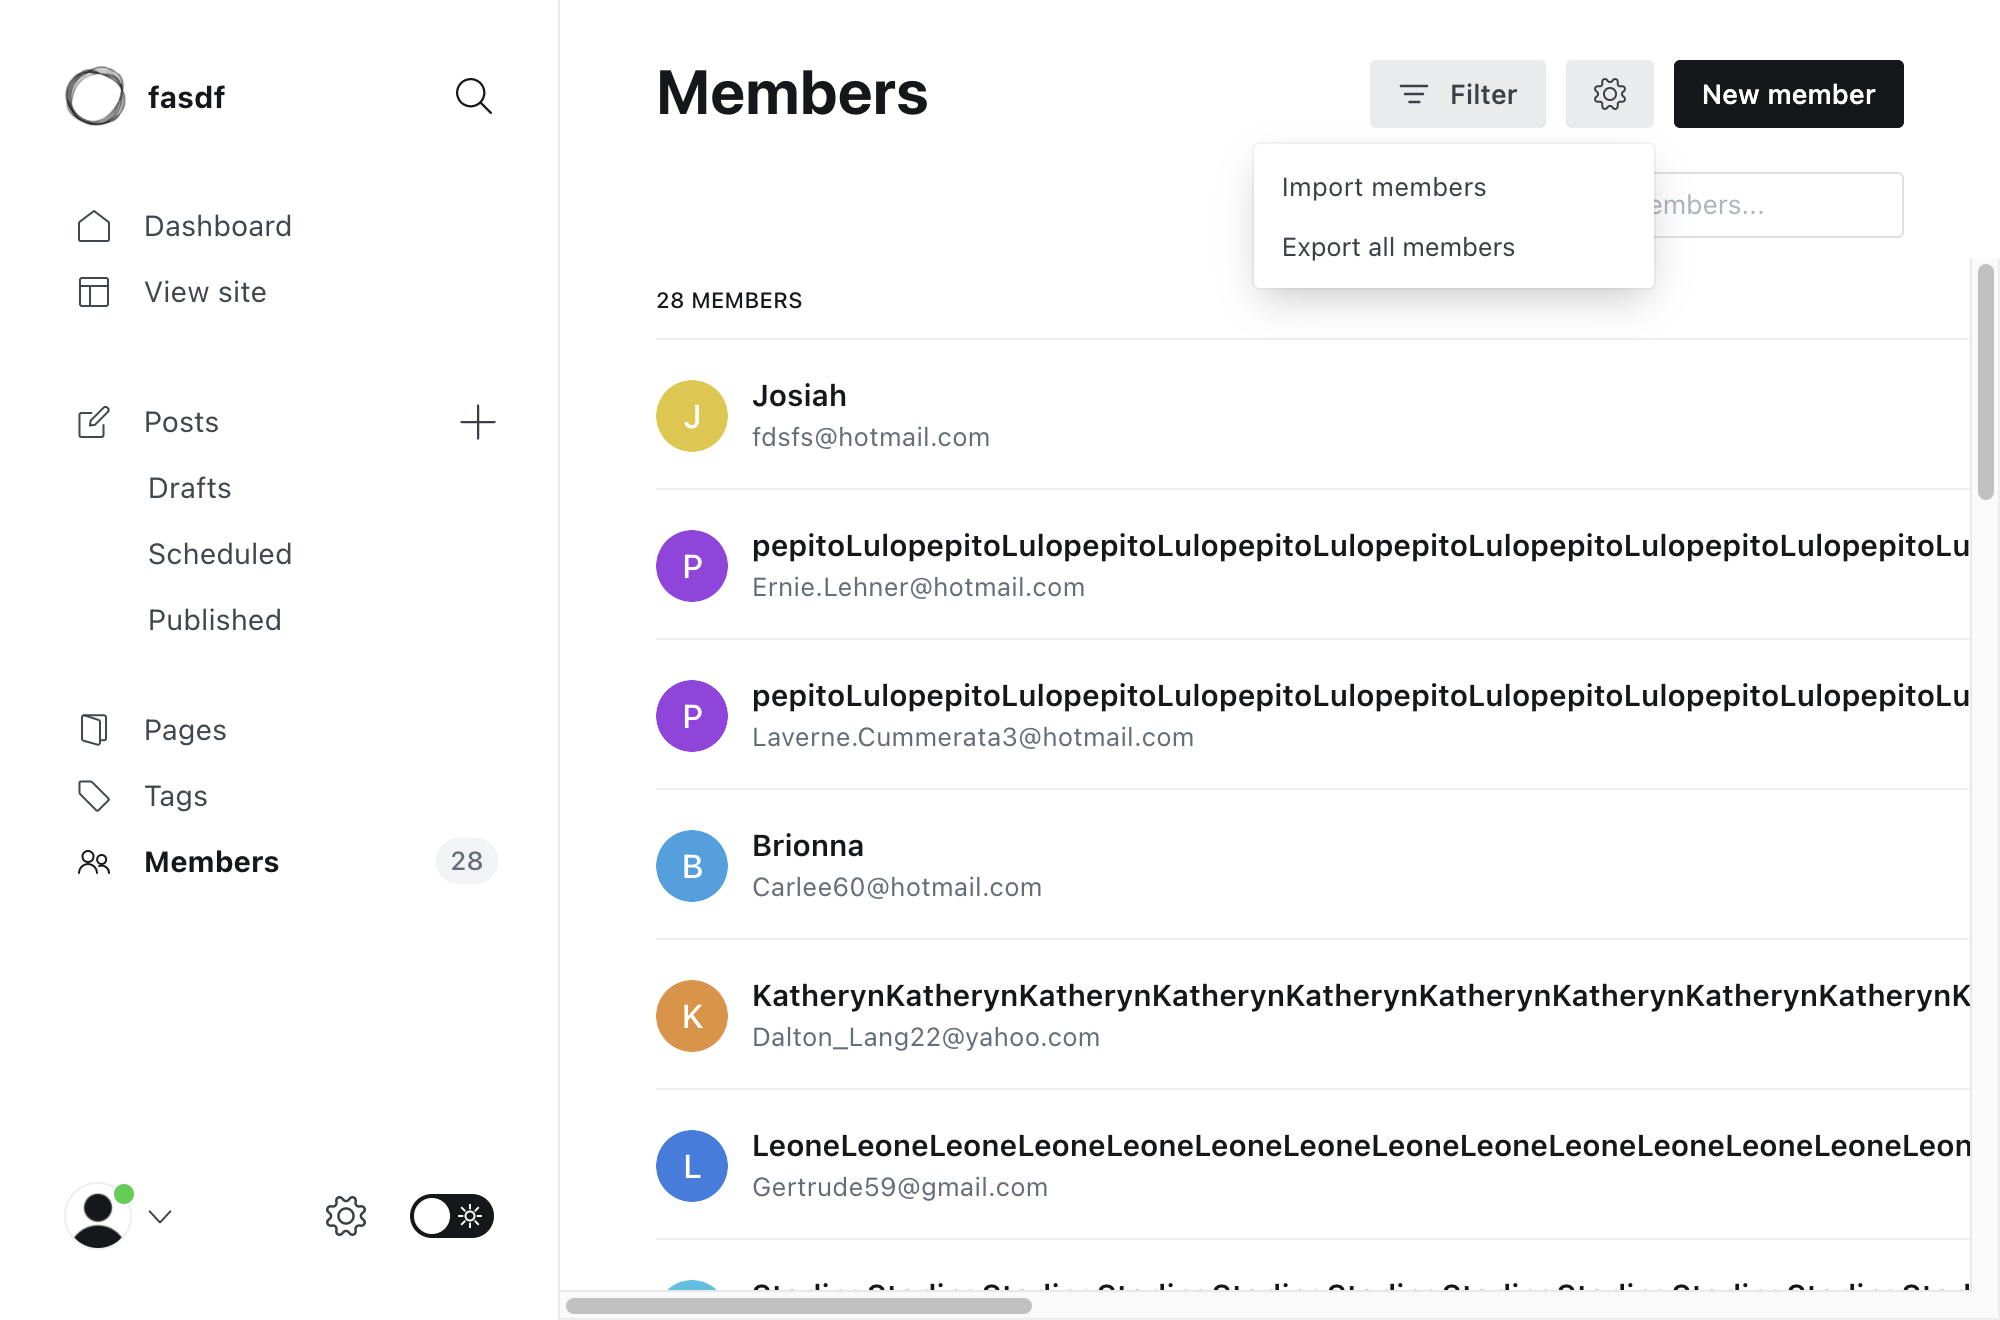 fasdf
Dashboard
View site
Posts
Drafts
Scheduled
Published
Pages
Tags
Members
28
Members
Filter
New member
Import members
Export all members
embers...
28 MEMBERS
J
Josiah
fdsfs@hotmail.com
P
pepitoLulopepitoLulopepitoLulopepitoLulopepitoLulopepitoLulopepitoLulopepitoLu
Ernie.Lehner@hotmail.com
P
pepitoLulopepitoLulopepitoLulopepitoLulopepitoLulopepitoLulopepitoLulopepitoLu
Laverne.Cummerata3@hotmail.com
B
Brionna
Carlee60@hotmail.com
K
KatherynKatherynKatherynKatherynKatherynKatherynKatherynKatherynKatherynK
Dalton_Lang22@yahoo.com
L
LeoneLeoneLeoneLeoneLeoneLeoneLeoneLeoneLeoneLeoneLeoneLeoneLeoneLeon
Gertrude59@gmail.com